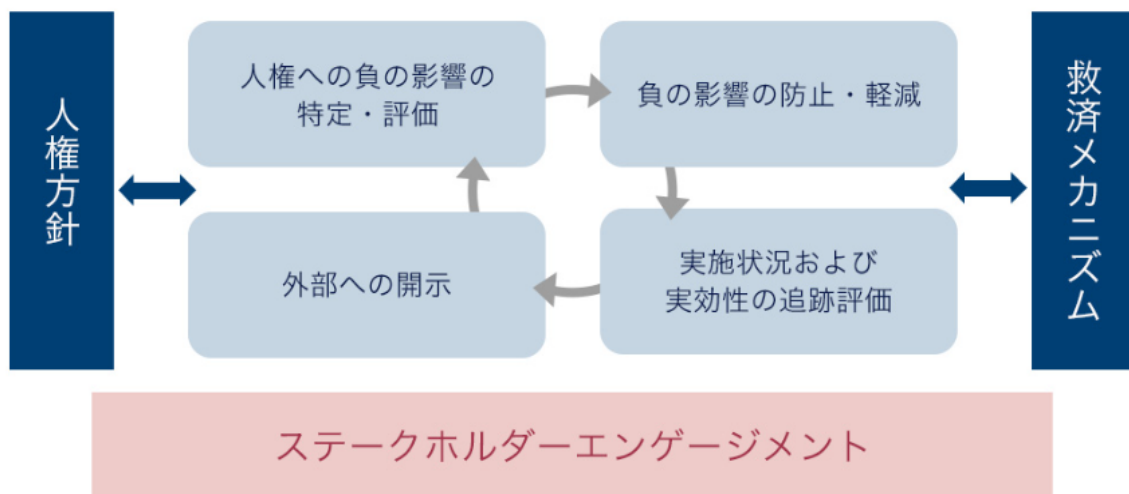 人権方針
人権への負の影響の
特定・評価
負の影響の防止・軽減
外部への開示
実施状況および
実効性の追跡評価
救済メカニズム
ステークホルダーエンゲージメント